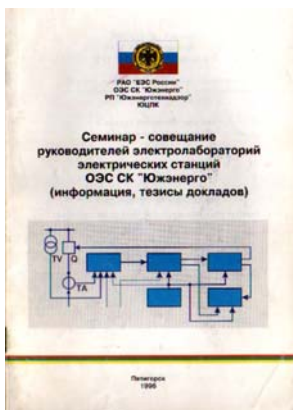 РАО "ЕЭС России"
ОЭС СК "Южэнерго"
РП "Южэнерготехнадзор"
ЮЦПК
Семинар - совещание
руководителей электролабораторий
электрических станций
ОЭС СК "Южэнерго"
(информация, тезисы докладов)
TV Q
TA
Пятигорск
1996